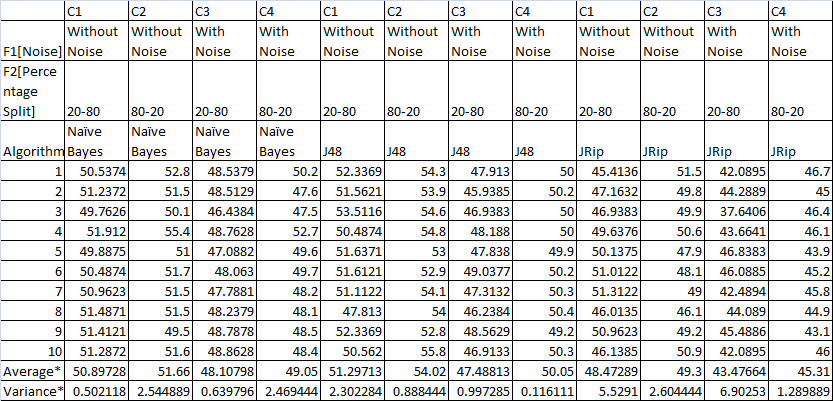 C1 C2 C3 C4 C1 C2 C3 C4 C1 C2 C3 C4
Without Without With With Without Without With With Without Without With With
F1[Noise] Noise Noise Noise Noise Noise Noise Noise Noise Noise Noise Noise Noise
F2[Perce
ntage
Split] 20-80 80-20 20-80 80-20 20-80 80-20 20-80 80-20 20-80 80-20 20-80 80-20
Naïve Naïve Naïve Naïve
Algorithm Bayes Bayes Bayes Bayes J48 J48 J48 J48 JRip JRip JRip JRip
1 50.5374 52.8 48.5379 50.2 52.3369 54.3 47.913 50 45.4136 51.5 42.0895 46.7
2 51.2372 51.5 48.5129 47.6 51.5621 53.9 45.9385 50.2 47.1632 49.8 44.2889 45
3 49.7626 50.1 46.4384 47.5 53.5116 54.6 46.9383 50 46.9383 49.9 37.6406 46.4
4 51.912 55.4 48.7628 52.7 50.4874 54.8 48.188 50 49.6376 50.6 43.6641 46.1
5 49.8875 51 47.0882 49.6 51.6371 53 47.838 49.9 50.1375 47.9 46.8383 43.9
6 50.4874 51.7 48.063 49.7 51.6121 52.9 49.0377 50.2 51.0122 48.1 46.0885 45.2
7 50.9623 51.5 47.7881 48.2 51.1122 54.1 47.3132 50.3 51.3122 49 42.4894 45.8
8 51.4871 51.5 48.2379 48.1 47.813 54 46.2384 50.4 46.0135 46.1 44.089 44.9
9 51.4121 49.5 48.7878 48.5 52.3369 52.8 48.5629 49.2 50.9623 49.2 45.4886 43.1
10 51.2872 51.6 48.8628 48.4 50.562 55.8 46.9133 50.3 46.1385 50.9 42.0895 46
Average* 50.89728 51.66 48.10798 49.05 51.29713 54.02 47.48813 50.05 48.47289 49.3 43.47664 45.31
Variance* 0.502118 2.544889 0.639796 2.469444 2.302284 0.888444 0.997285 0.116111 5.5291 2.604444 6.90253 1.289889